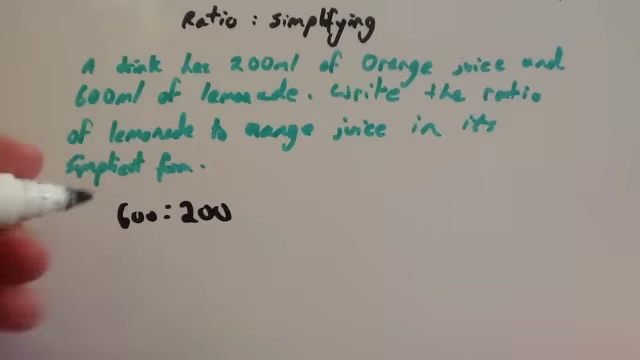 Ratio : simplifying
A drink has 200ml of Orange juice and
600ml of lemonade. Write the ratio
of lemonade to orange juice in its
simplest form.
600 : 200